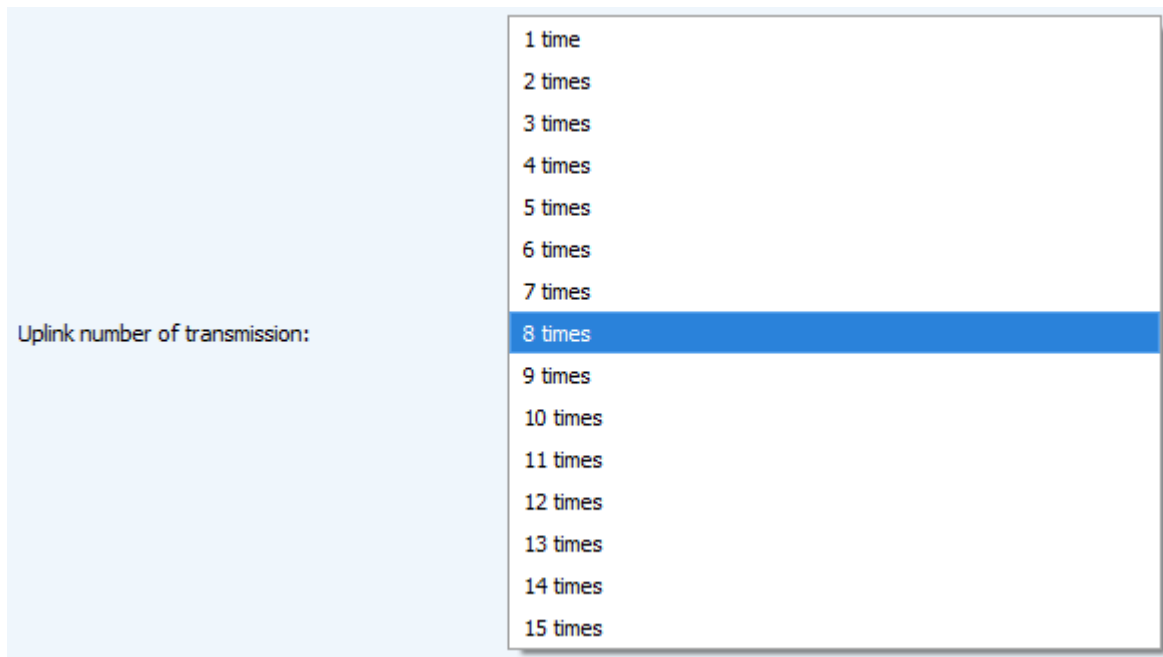 1 time
2 times
3 times
4 times
5 times
6 times
7 times
Uplink number of transmission: 8 times
9 times
10 times
11 times
12 times
13 times
14 times
15 times